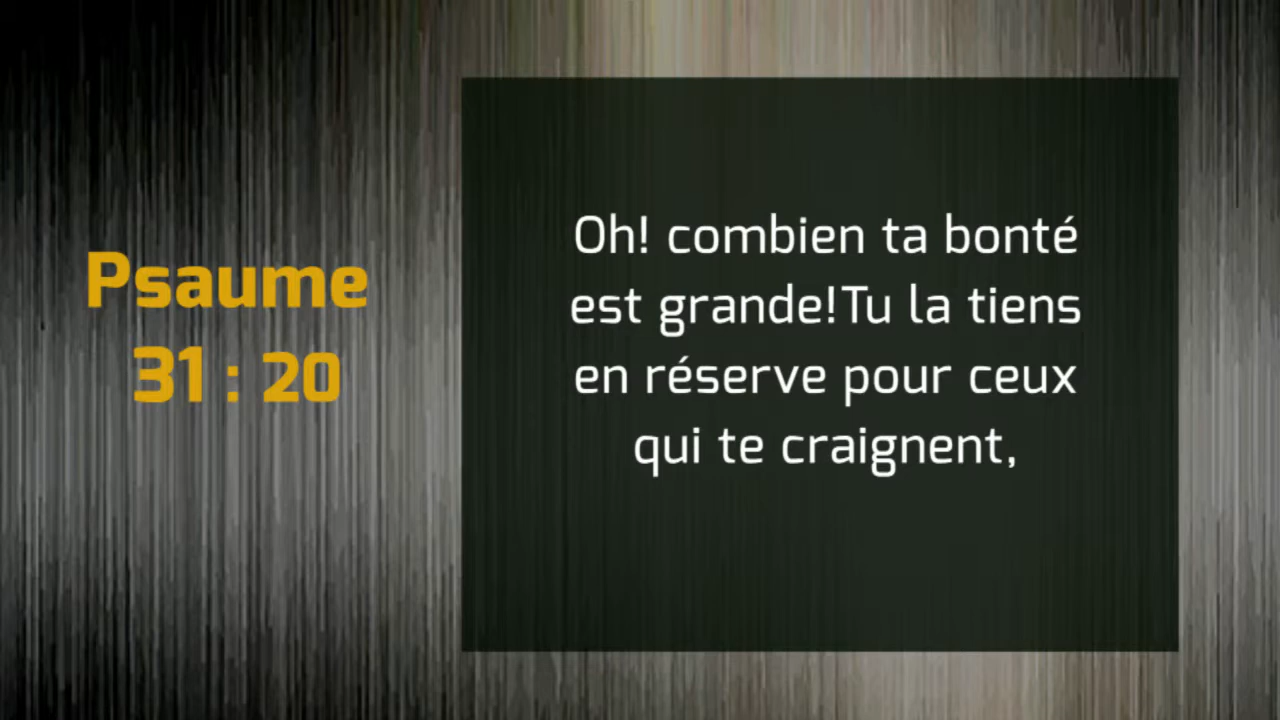 Psaume
31 : 20
Oh! combien ta bonté
est grande!Tu la tiens
en réserve pour ceux
qui te craignent,